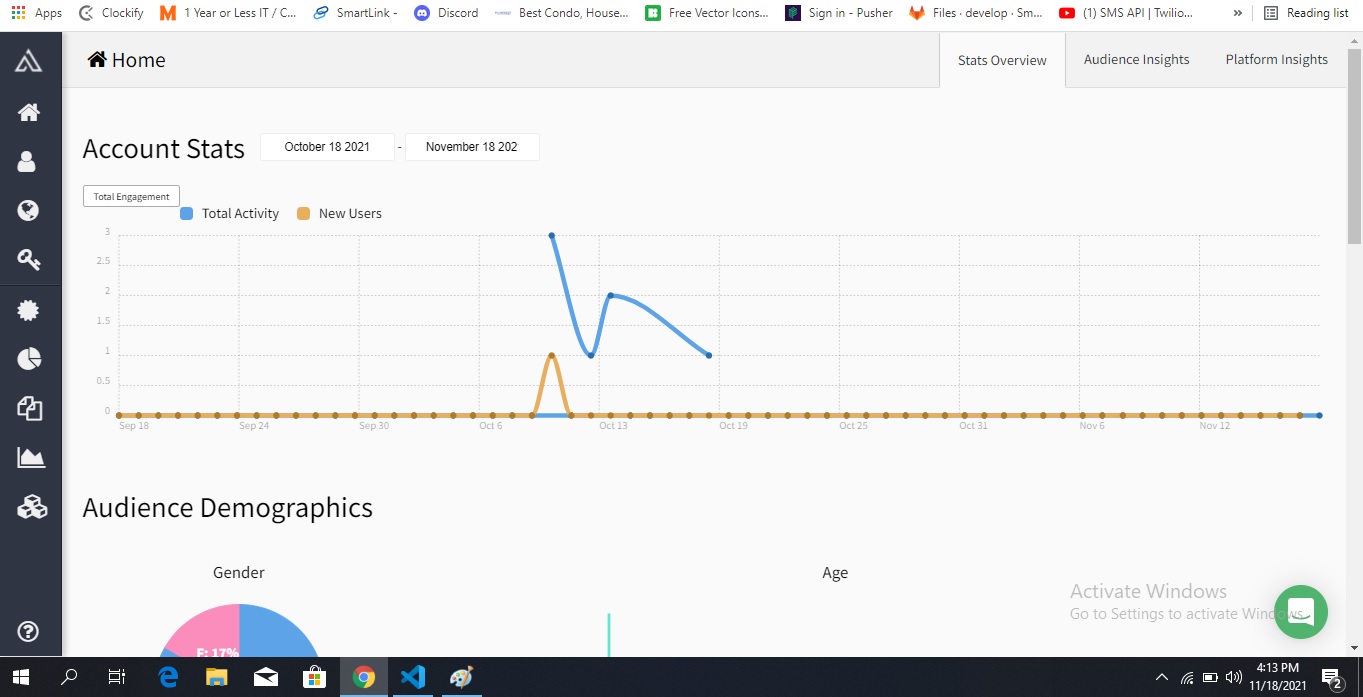 Apps Clockify 1 Year or Less IT / C... SmartLink - Discord Best Condo, House... Free Vector Icons... Sign in - Pusher Files · develop · Sm... (1) SMS API | Twilio... » Reading list
Home Stats Overview Audience Insights Platform Insights
Account Stats October 18 2021 - November 18 202
Total Engagement
Total Activity New Users
3
2.5
2
1.5
1
0.5
0
Sep 18 Sep 24 Sep 30 Oct 6 Oct 13 Oct 19 Oct 25 Oct 31 Nov 6 Nov 12
Audience Demographics
Gender Age
F: 17%
Activate Windows
Go to Settings to activate Windows.
4:13 PM
11/18/2021
2